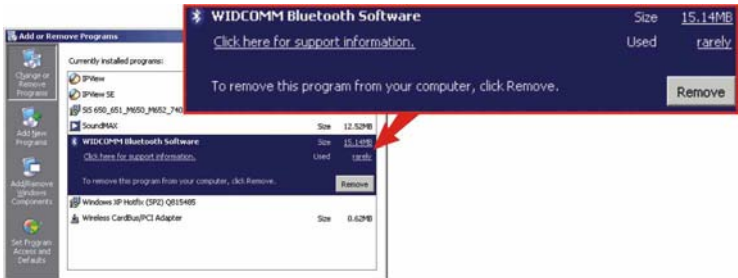 WIDCOMM Bluetooth Software Size 15.14MB
Click here for support information. Used rarely
To remove this program from your computer, click Remove. Remove
Add or Remove Programs
Change or
Remove
Programs
Add New
Programs
Add/Remove
Windows
Components
Set Program
Access and
Defaults
Currently installed programs:
IPView
IPView SE
SiS 650_651_M650_M652_740
SoundMAX Size 12.52MB
WIDCOMM Bluetooth Software Size 15.14MB
Click here for support information. Used rarely
To remove this program from your computer, click Remove. Remove
Windows XP Hotfix (SP2) Q815485
Wireless CardBus/PCI Adapter Size 0.62MB